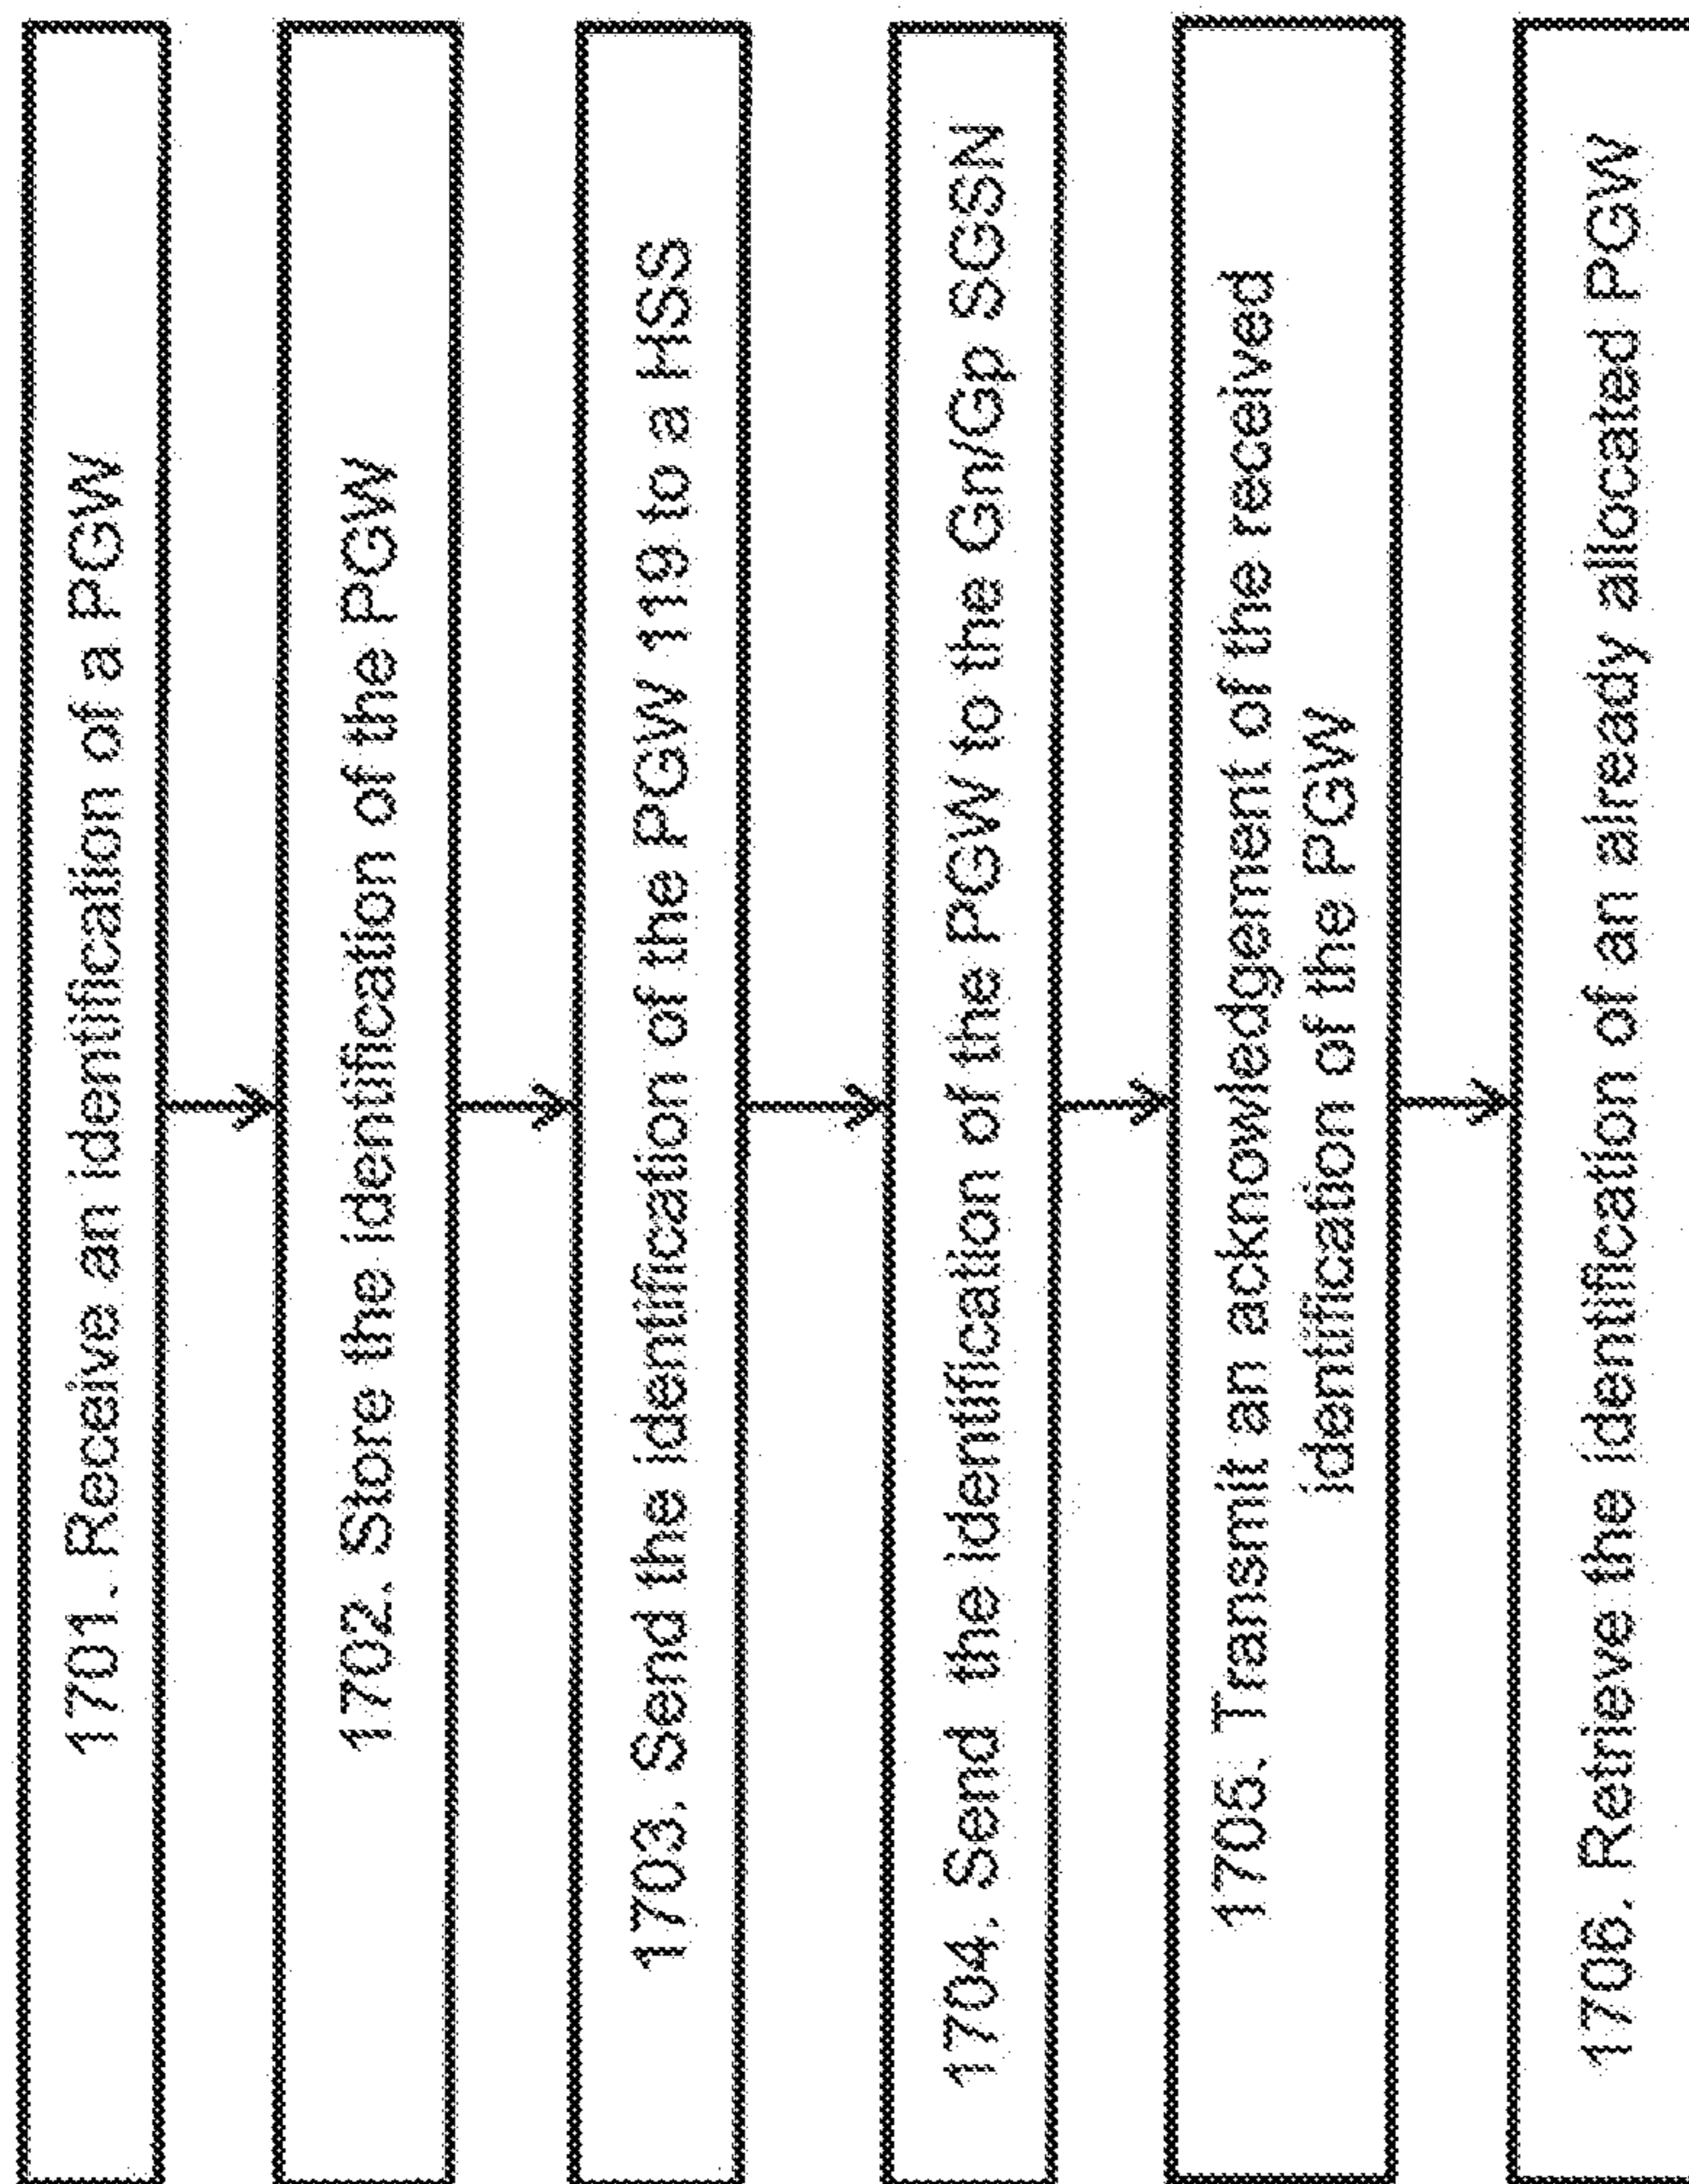 1701. Receive an identification of a PGW
1702. Store the identification of the PGW
1703. Send the identification of the PGW 119 to a HSS
1704. Send the identification of the PGW to the Gn/Gp SGSN
1705. Transmit an acknowledgement of the received
identification of the PGW
1706. Retrieve the identification of an already allocated PGW